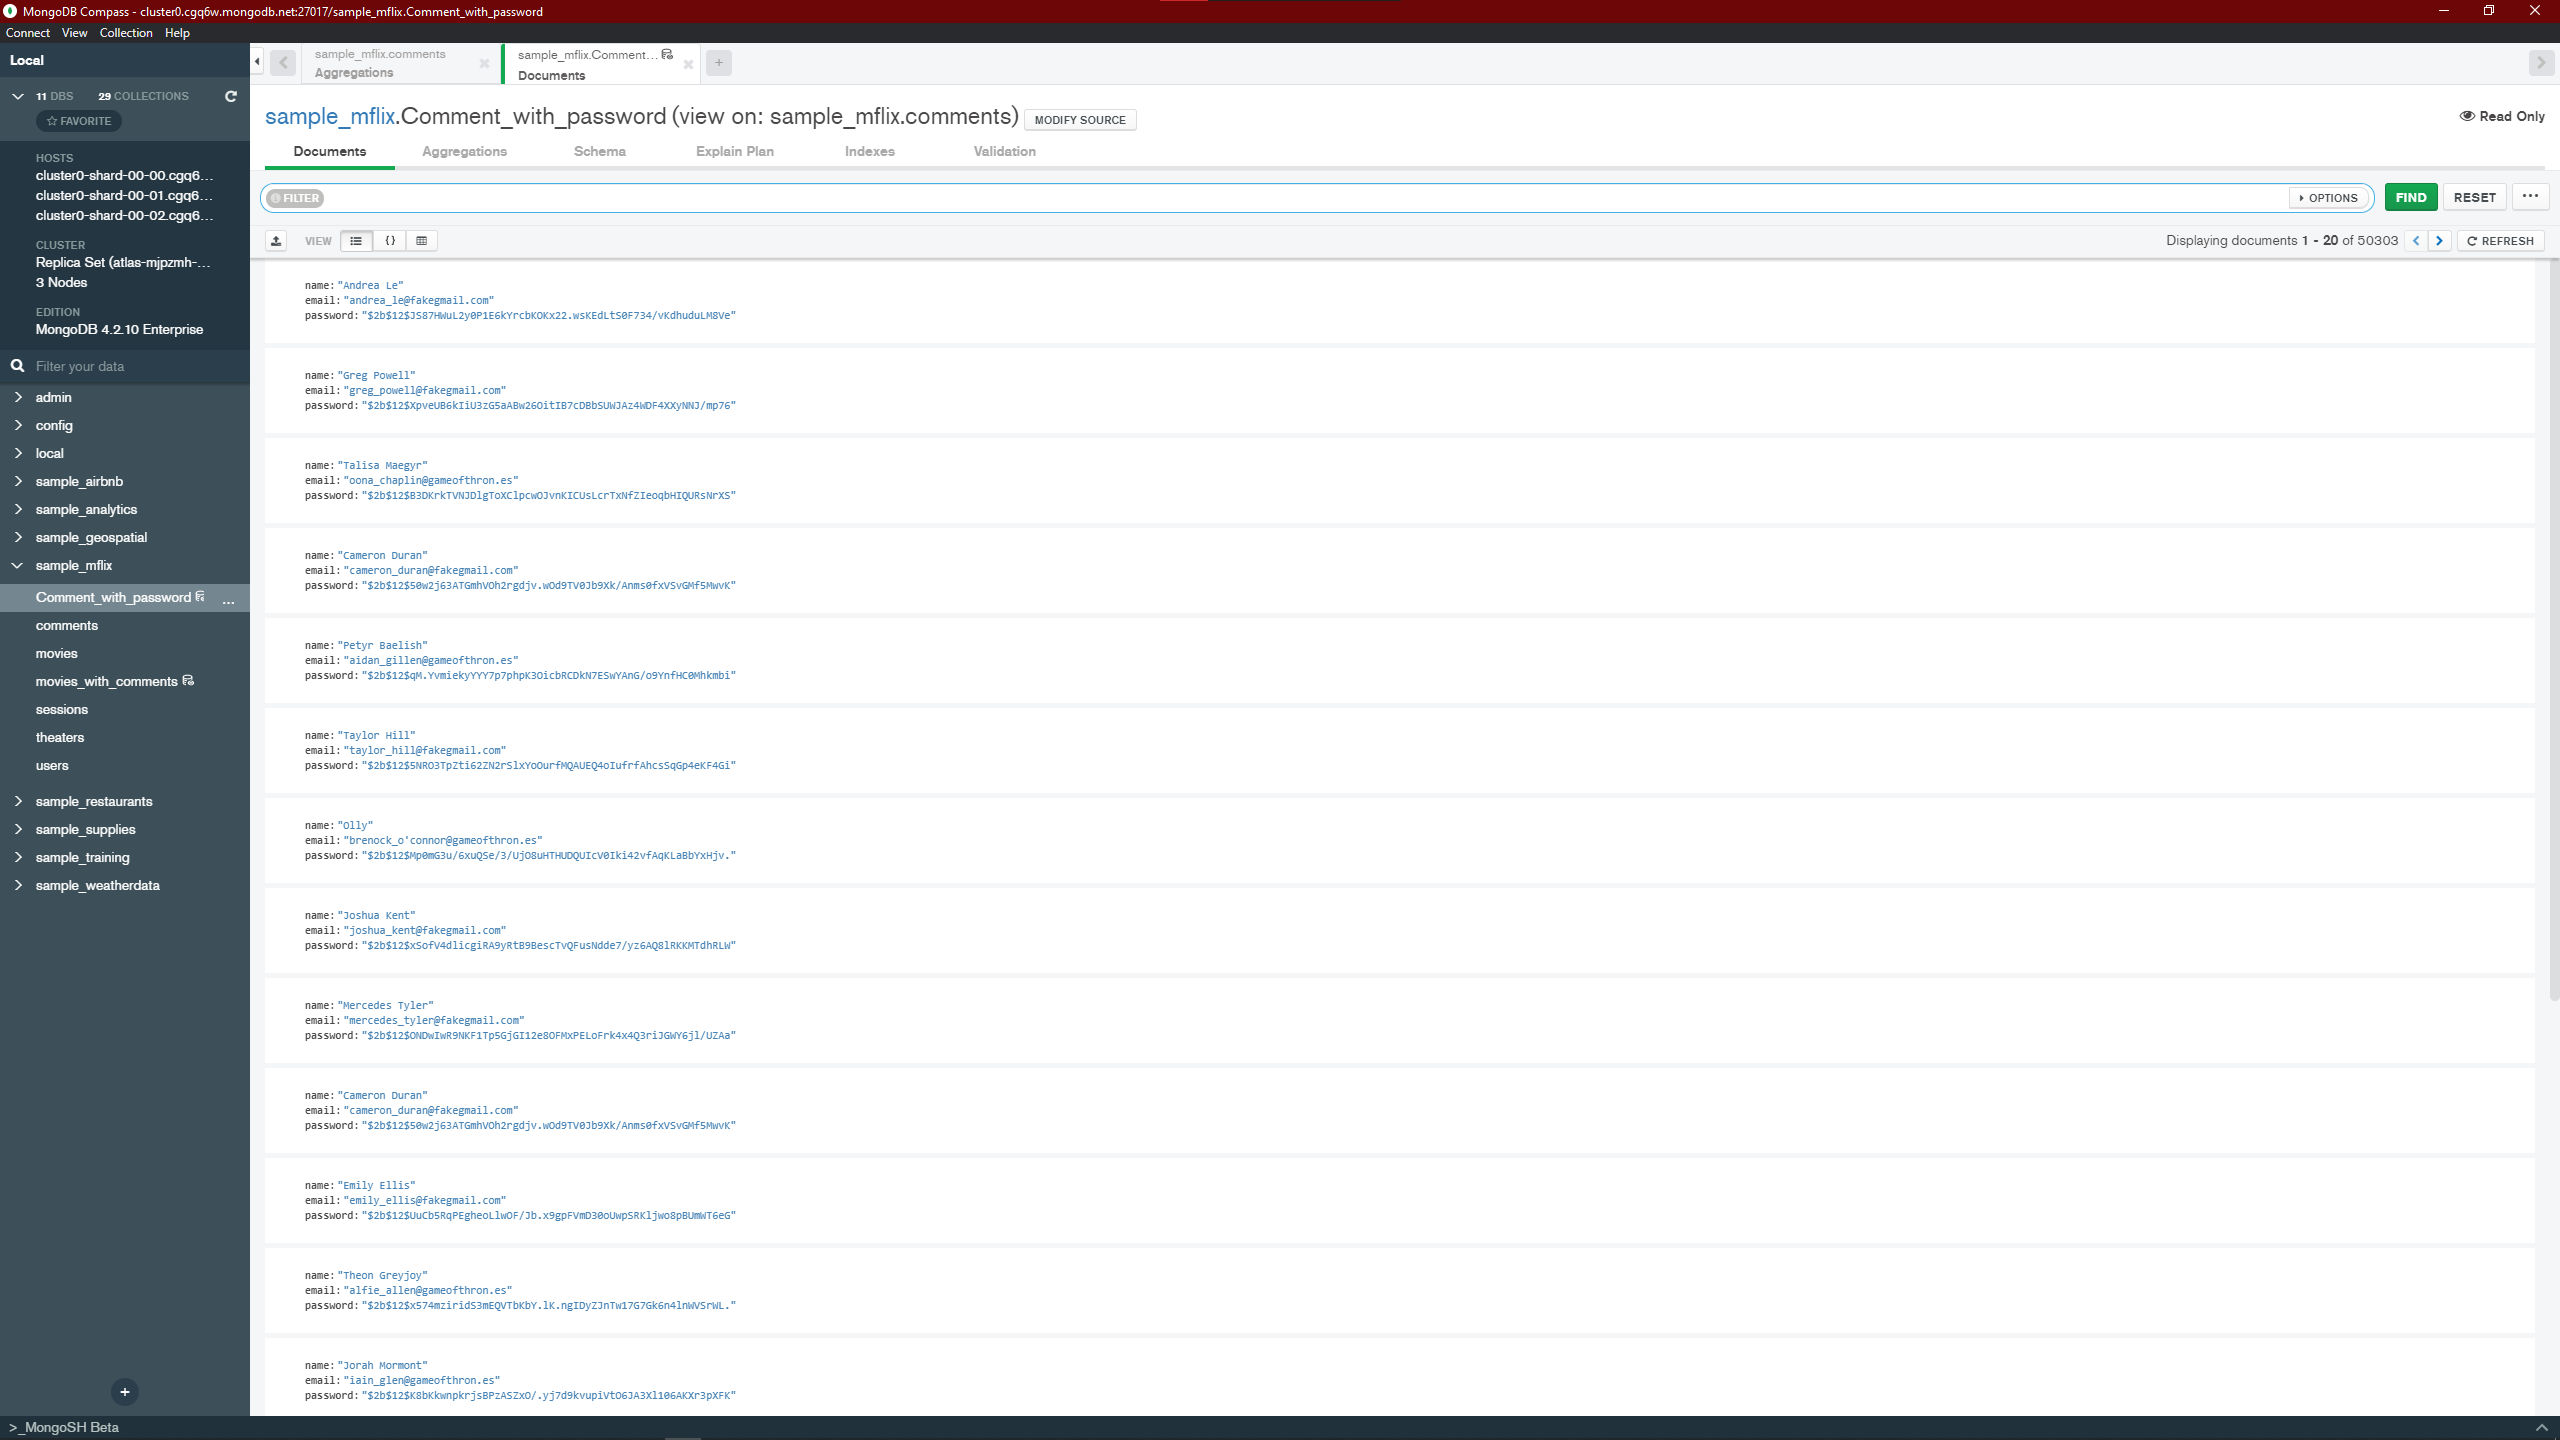 MongoDB Compass - cluster0.cgq6w.mongodb.net:27017/sample_mflix.Comment_with_password
Connect View Collection Help
Local
11 DBS 29 COLLECTIONS
FAVORITE
HOSTS
cluster0-shard-00-00.cgq6...
cluster0-shard-00-01.cgq6...
cluster0-shard-00-02.cgq6...
CLUSTER
Replica Set (atlas-mjpzmh-...
3 Nodes
EDITION
MongoDB 4.2.10 Enterprise
Filter your data
admin
config
local
sample_airbnb
sample_analytics
sample_geospatial
sample_mflix
Comment_with_password ...
comments
movies
movies_with_comments
sessions
theaters
users
sample_restaurants
sample_supplies
sample_training
sample_weatherdata
>_MongoSH Beta
sample_mflix.comments
Aggregations
sample_mflix.Comment...
Documents
sample_mflix.Comment_with_password (view on: sample_mflix.comments) MODIFY SOURCE
Read Only
Documents Aggregations Schema Explain Plan Indexes Validation
FILTER OPTIONS FIND RESET ...
VIEW Displaying documents 1 - 20 of 50303 REFRESH
name: "Andrea Le"
email: "andrea_le@fakegmail.com"
password: "$2b$12$JS87HWuL2y0P1E6kYrcbKOKx22.wsKEdLtS0F734/vKdhuduLM8Ve"
name: "Greg Powell"
email: "greg_powell@fakegmail.com"
password: "$2b$12$XpveUB6kIiU3zG5aABw26OitIB7cDBbSUWJAz4WDF4XXyNNJ/mp76"
name: "Talisa Maegyr"
email: "oona_chaplin@gameofthron.es"
password: "$2b$12$B3DKrkTVNJDlgToXClpcwOJvnKICUsLcrTxNfZIeoqbHIQURsNrXS"
name: "Cameron Duran"
email: "cameron_duran@fakegmail.com"
password: "$2b$12$50w2j63ATGmhVOh2rgdjv.wOd9TV0Jb9Xk/Anms0fxVSvGMf5MwvK"
name: "Petyr Baelish"
email: "aidan_gillen@gameofthron.es"
password: "$2b$12$qM.YvmiekyYYY7p7phpK3OicbRCDkN7ESwYAnG/o9YnfHC0Mhkmbi"
name: "Taylor Hill"
email: "taylor_hill@fakegmail.com"
password: "$2b$12$5NRO3TpZti62ZN2rSlxYoOurfMQAUEQ4oIufrfAhcsSqGp4eKF4Gi"
name: "Olly"
email: "brenock_o'connor@gameofthron.es"
password: "$2b$12$Mp0mG3u/6xuQSe/3/UjO8uHTHUDQUIcV0Iki42vfAqKLaBbYxHjv."
name: "Joshua Kent"
email: "joshua_kent@fakegmail.com"
password: "$2b$12$xSofV4dlicgiRA9yRtB9BescTvQFusNdde7/yz6AQ8lRKKMTdhRLW"
name: "Mercedes Tyler"
email: "mercedes_tyler@fakegmail.com"
password: "$2b$12$ONDwIwR9NKF1Tp5GjGI12e8OFMxPELoFrk4x4Q3riJGWY6jl/UZAa"
name: "Cameron Duran"
email: "cameron_duran@fakegmail.com"
password: "$2b$12$50w2j63ATGmhVOh2rgdjv.wOd9TV0Jb9Xk/Anms0fxVSvGMf5MwvK"
name: "Emily Ellis"
email: "emily_ellis@fakegmail.com"
password: "$2b$12$UuCb5RqPEgheoLlwOF/Jb.x9gpFVmD30oUwpSRKljwo8pBUmWT6eG"
name: "Theon Greyjoy"
email: "alfie_allen@gameofthron.es"
password: "$2b$12$x574mziridS3mEQVTbKbY.lK.ngIDyZJnTw17G7Gk6n4lnWVSrWL."
name: "Jorah Mormont"
email: "iain_glen@gameofthron.es"
password: "$2b$12$K8bKkwnpkrjsBPzASZxO/.yj7d9kvupiVtO6JA3Xl106AKXr3pXFK"